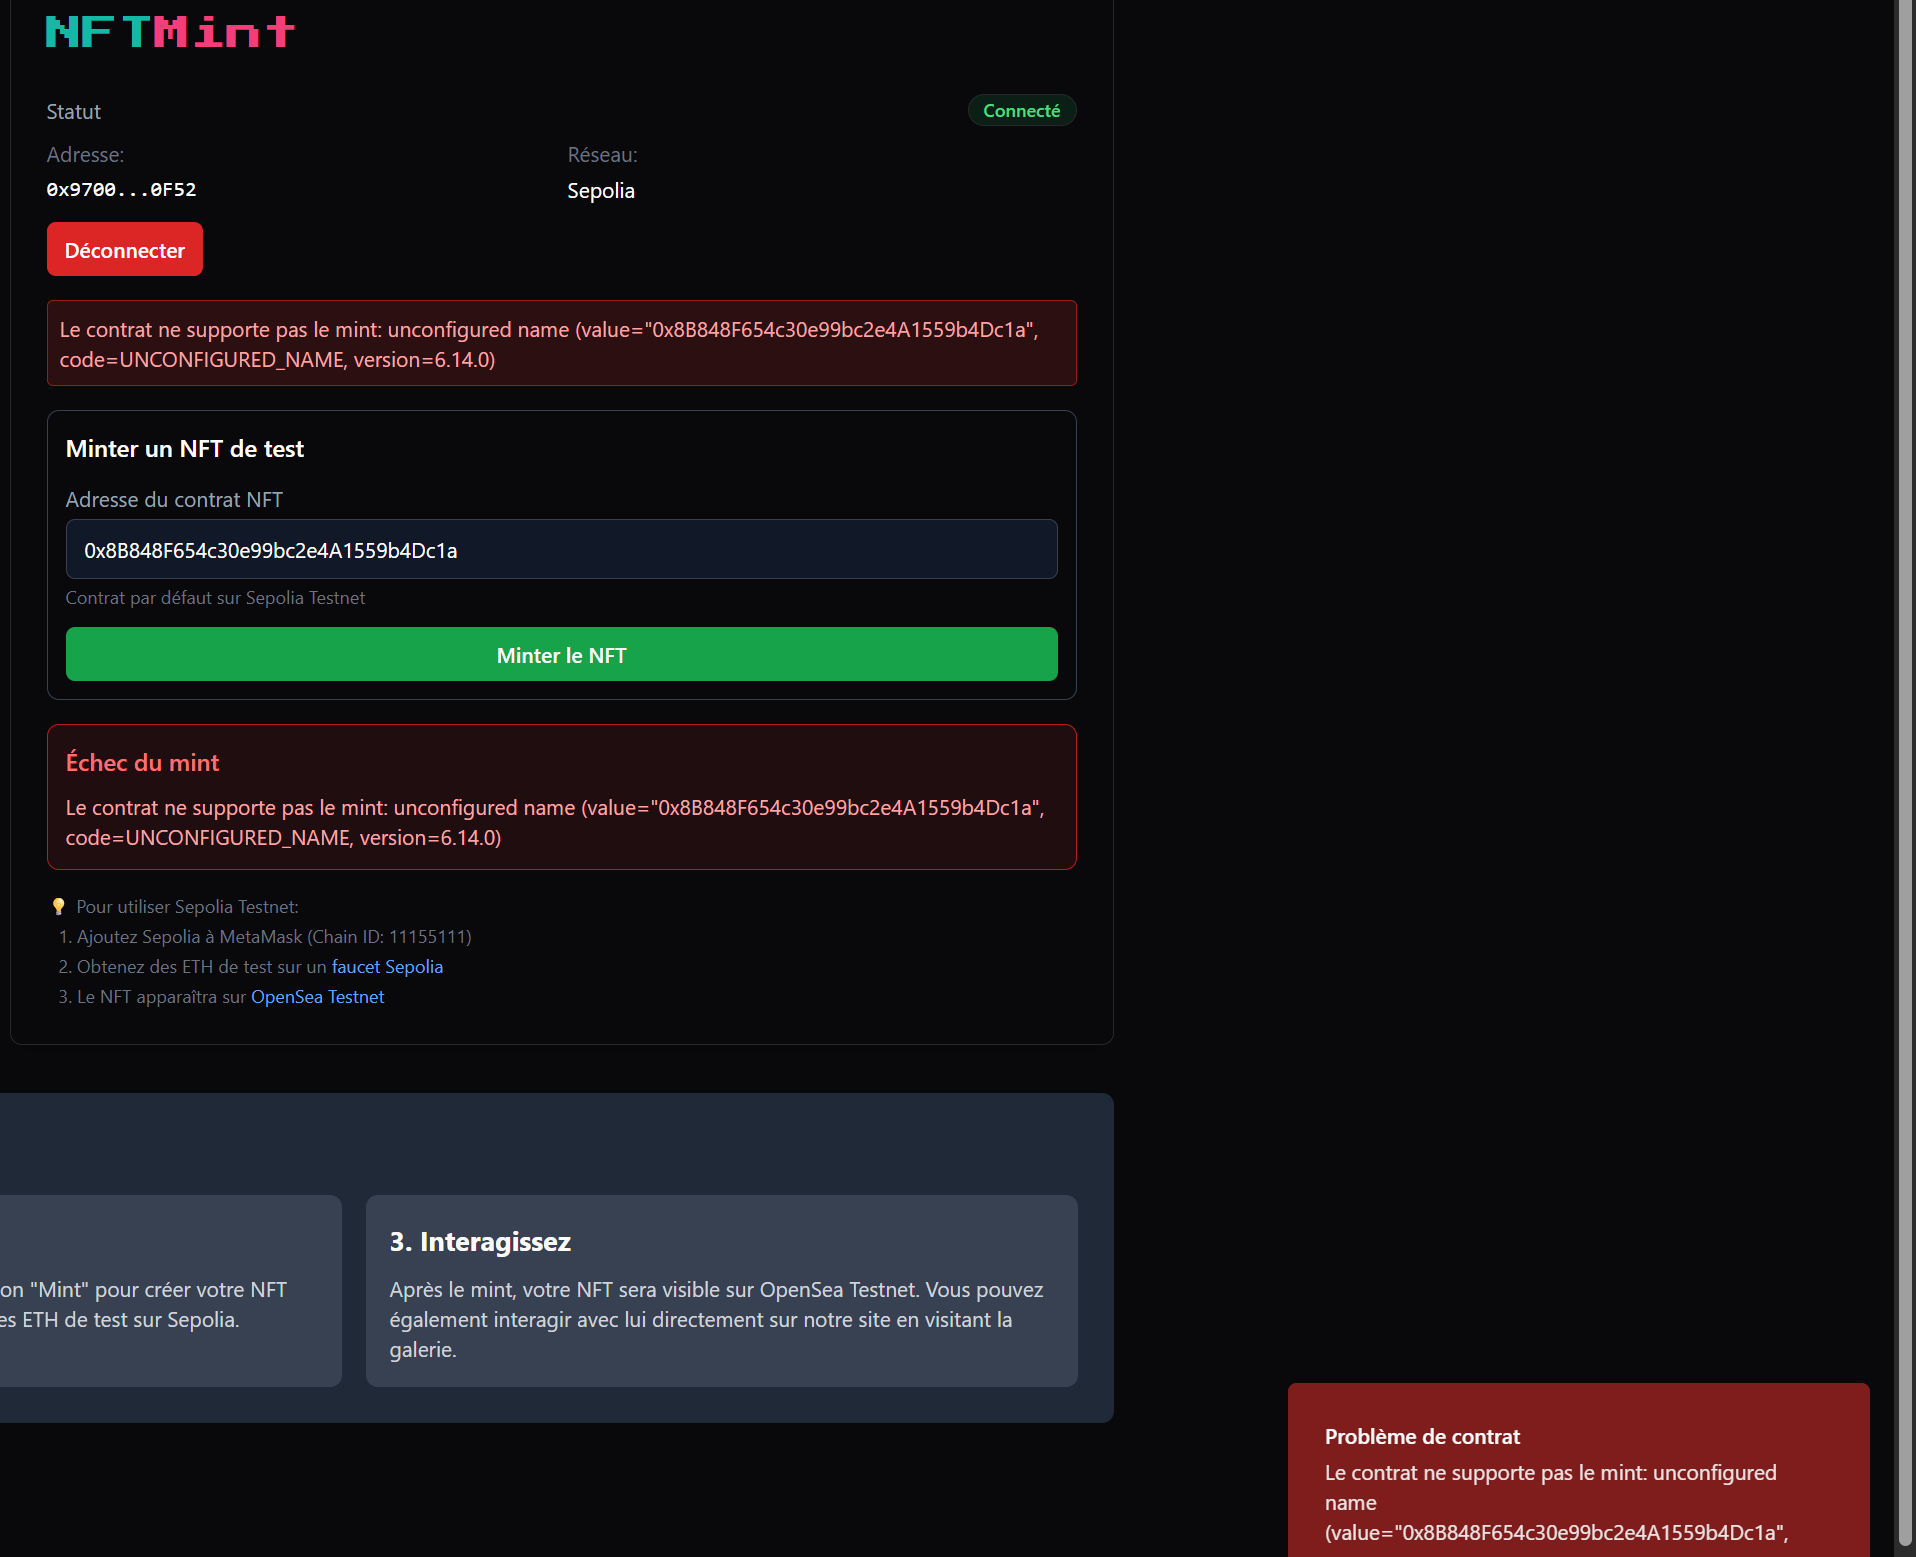 NFTMint
Statut
Connecté
Adresse:
Réseau:
0x9700...0F52
Sepolia
Déconnecter
Le contrat ne supporte pas le mint: unconfigured name (value="0x8B848F654c30e99bc2e4A1559b4Dc1a",
code=UNCONFIGURED_NAME, version=6.14.0)
Minter un NFT de test
Adresse du contrat NFT
0x8B848F654c30e99bc2e4A1559b4Dc1a
Contrat par défaut sur Sepolia Testnet
Minter le NFT
Échec du mint
Le contrat ne supporte pas le mint: unconfigured name (value="0x8B848F654c30e99bc2e4A1559b4Dc1a",
code=UNCONFIGURED_NAME, version=6.14.0)
💡 Pour utiliser Sepolia Testnet:
1. Ajoutez Sepolia à MetaMask (Chain ID: 11155111)
2. Obtenez des ETH de test sur un faucet Sepolia
3. Le NFT apparaîtra sur OpenSea Testnet
on "Mint" pour créer votre NFT
es ETH de test sur Sepolia.
3. Interagissez
Après le mint, votre NFT sera visible sur OpenSea Testnet. Vous pouvez
également interagir avec lui directement sur notre site en visitant la
galerie.
Problème de contrat
Le contrat ne supporte pas le mint: unconfigured
name
(value="0x8B848F654c30e99bc2e4A1559b4Dc1a",